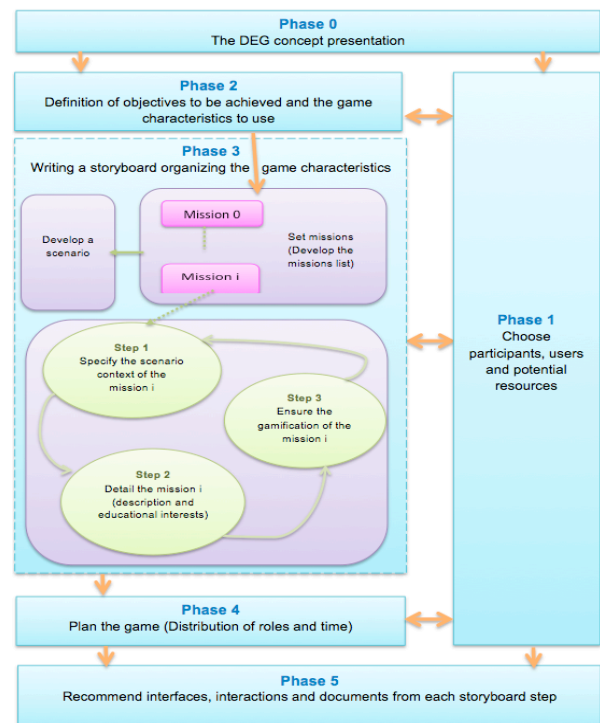 Phase 0
The DEG concept presentation
Phase 2
Definition of objectives to be achieved and the game
characteristics to use
Phase 3
Writing a storyboard organizing the game characteristics
Develop a
scenario
Mission 0
Mission i
Set missions
(Develop the
missions list)
Step 1
Specify the scenario
context of the
mission i
Step 3
Ensure the
gamification of the
mission i
Step 2
Detail the mission i
(description and
educational interests)
Phase 1
Choose
participants, users
and potential
resources
Phase 4
Plan the game (Distribution of roles and time)
Phase 5
Recommend interfaces, interactions and documents from each storyboard step